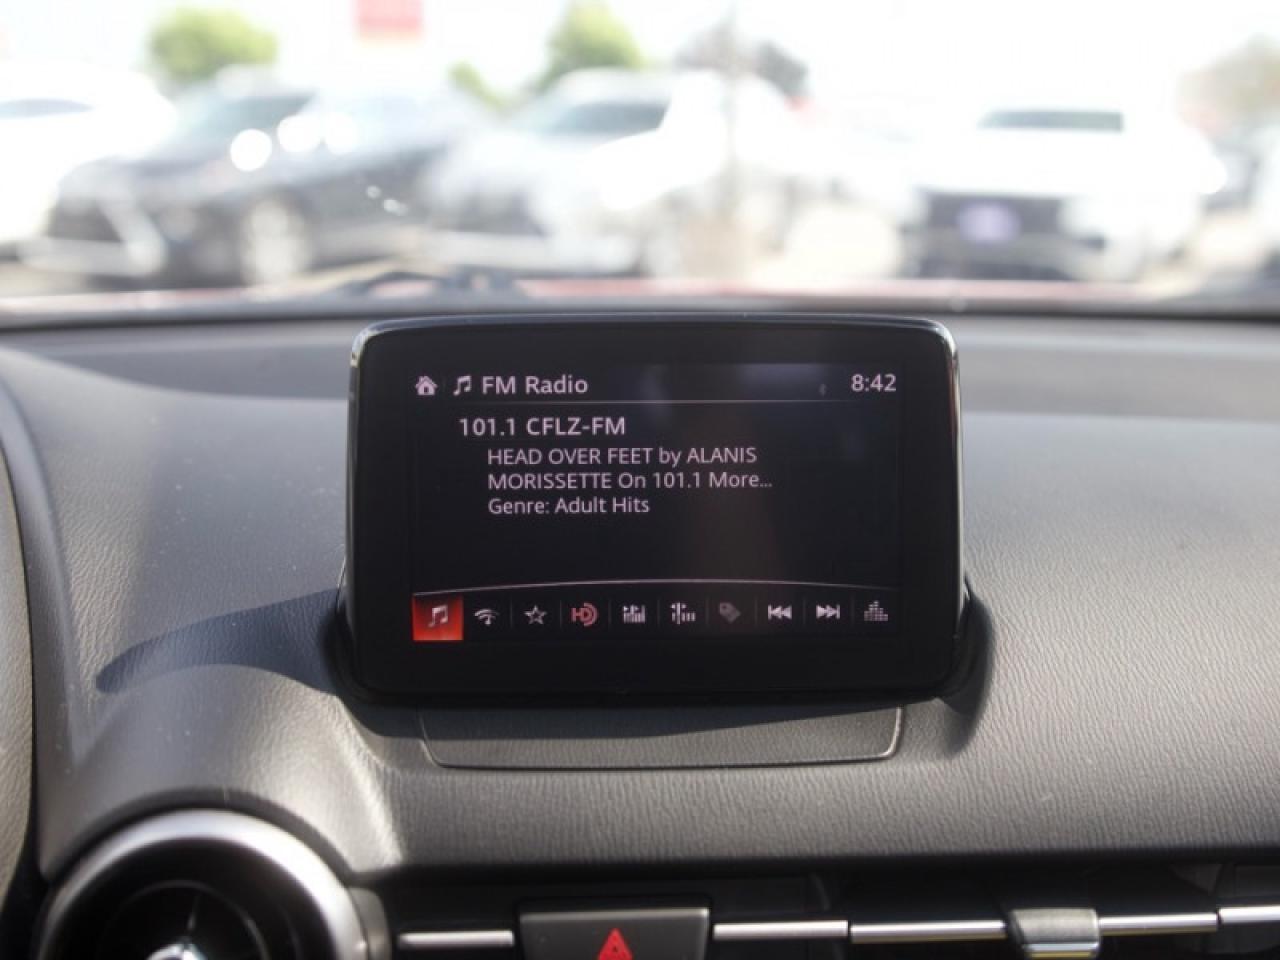 FM Radio 8:42
101.1 CFLZ-FM
HEAD OVER FEET by ALANIS
MORISSETTE On 101.1 More...
Genre: Adult Hits
HD